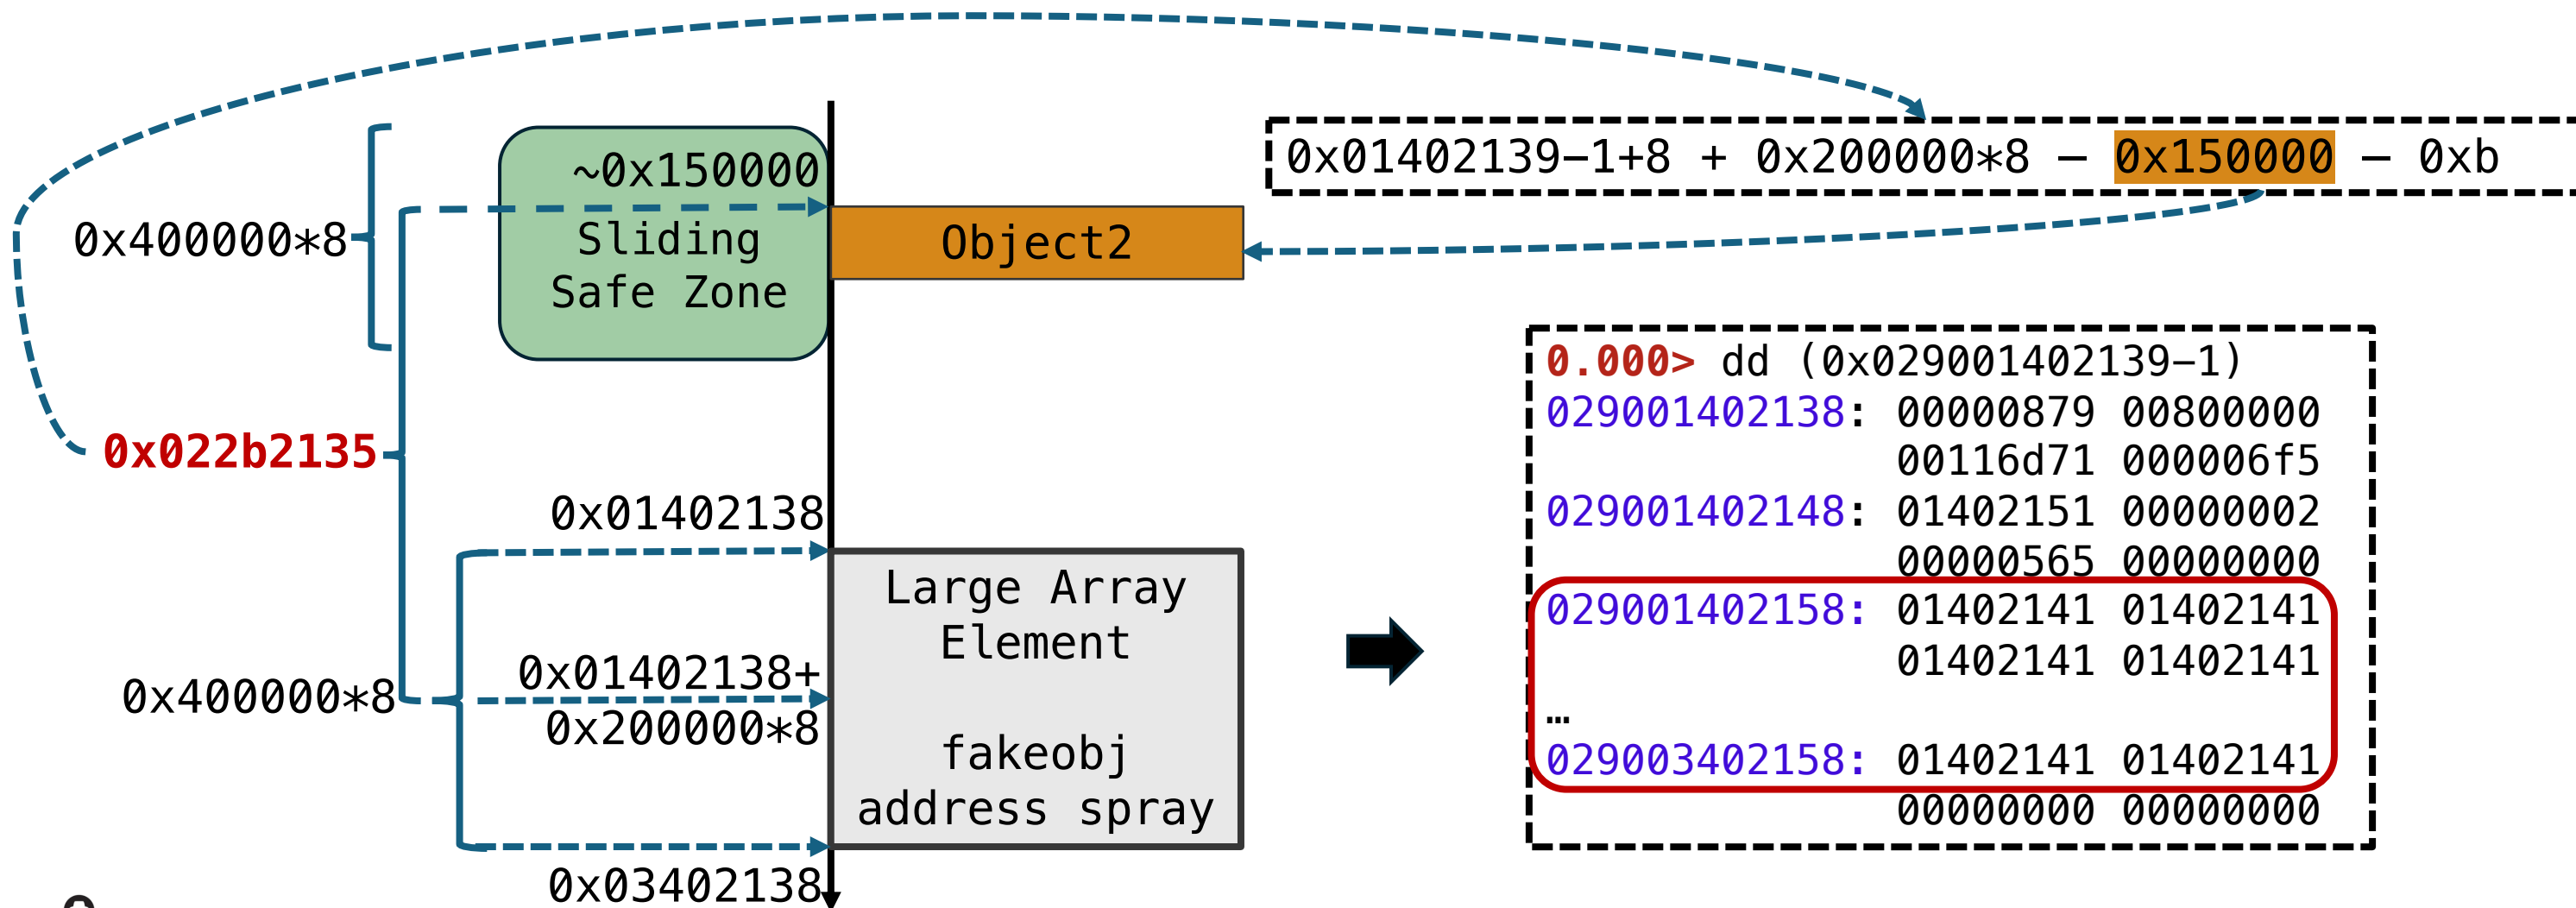 0x01402139−1+8 + 0x200000*8 − 0x150000 − 0xb
~0x150000
Sliding
Safe Zone
0x400000*8
Object2
0x022b2135
0x01402138
0x01402138+
0x200000*8
0x400000*8
0x03402138
Large Array
Element
fakeobj
address spray
0.000> dd (0x029001402139−1)
029001402138: 00000879 00800000
00116d71 000006f5
029001402148: 01402151 00000002
00000565 00000000
029001402158: 01402141 01402141
01402141 01402141
…
029003402158: 01402141 01402141
00000000 00000000